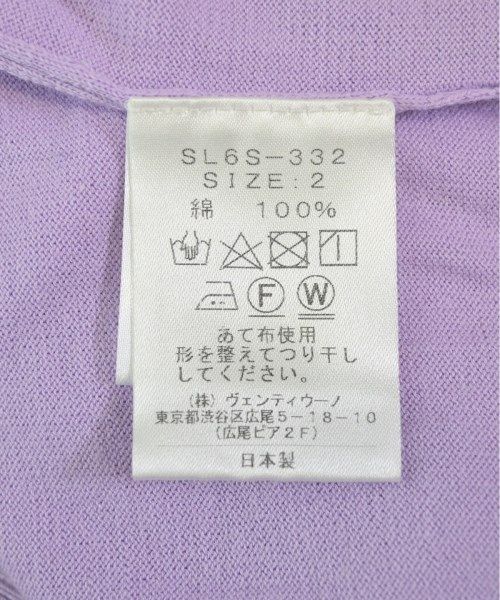 SL6S-332
SIZE:2
綿 100%
F W
あて布使用
形を整えてつり干し
してください。
(株) ヴェンティウーノ
東京都渋谷区広尾5-18-10
(広尾ピア2F)
日本製